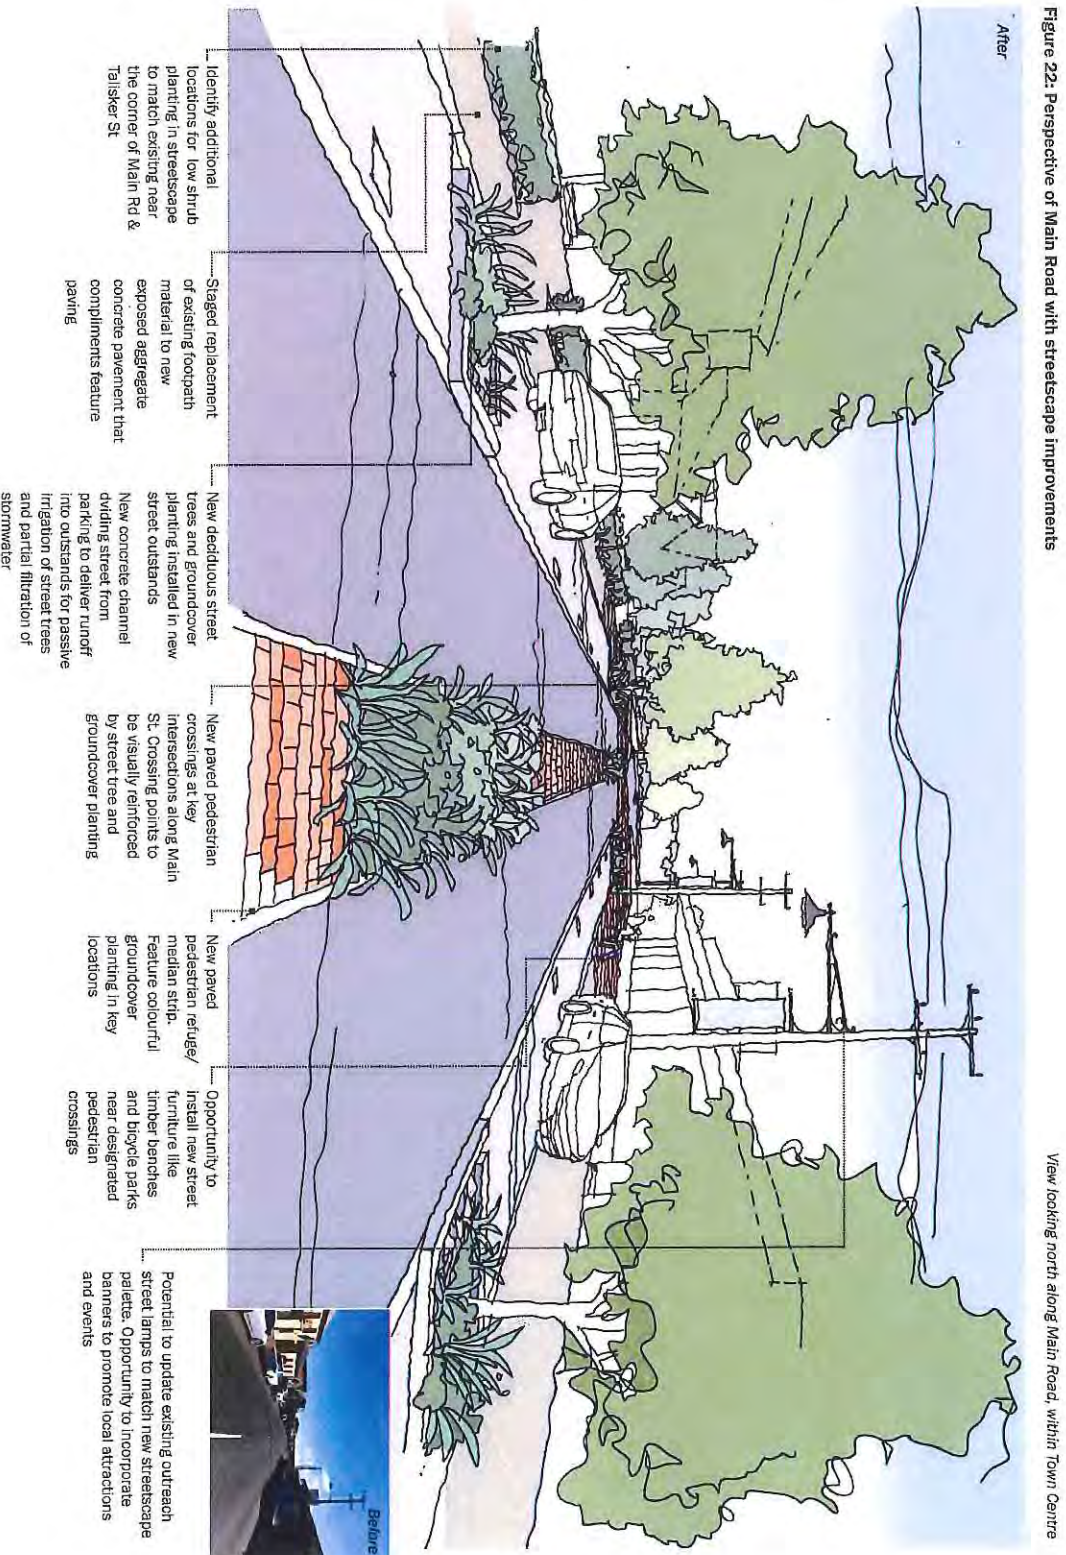 Figure 22: Perspective of Main Road with streetscape improvements
View looking north along Main Road, within Town Centre
After
Identify additional
locations for low shrub
planting in streetscape
to match existing near
the corner of Main Rd &
Talisker St
Staged replacement
of existing footpath
material to new
exposed aggregate
concrete pavement that
compliments feature
paving
New deciduous street
trees and groundcover
planting installed in new
street outstands
New concrete channel
dviding street from
parking to deliver runoff
into outstands for passive
irrigation of street trees
and partial filtration of
stormwater
New paved pedestrian
crossings at key
intersections along Main
St. Crossing points to
be visually reinforced
by street tree and
groundcover planting
New paved
pedestrian refuge/
median strip.
Feature colourful
groundcover
planting in key
locations
Opportunity to
install new street
furniture like
timber benches
and bicycle parks
near designated
pedestrian
crossings
Potential to update existing outreach
street lamps to match new streetscape
palette. Opportunity to incorporate
banners to promote local attractions
and events
Before